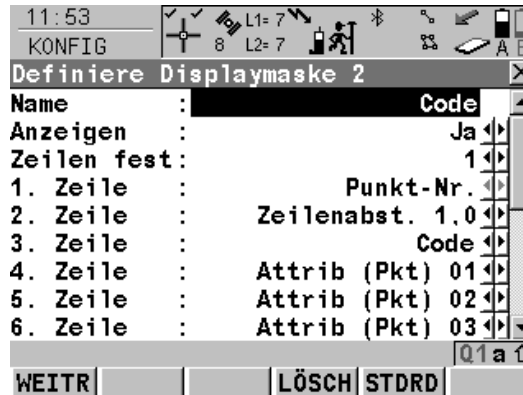 11:53
L1= 7
KONFIG
8 L2= 7
A B
Definiere Displaymaske 2
Name : Code
Anzeigen : Ja
Zeilen fest: 1
1. Zeile : Punkt-Nr.
2. Zeile : Zeilenabst. 1,0
3. Zeile : Code
4. Zeile : Attrib (Pkt) 01
5. Zeile : Attrib (Pkt) 02
6. Zeile : Attrib (Pkt) 03
Q1 a
WEITR LÖSCH STDRD